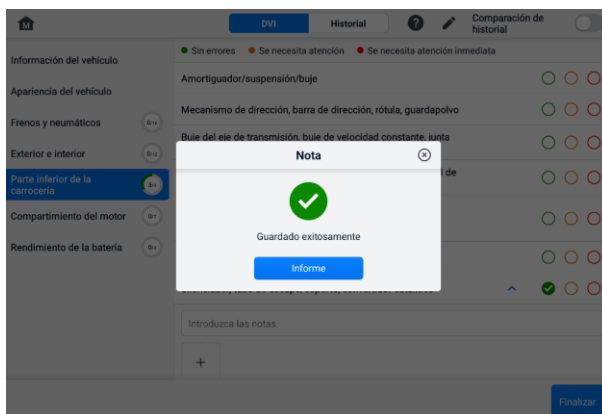 DVI
Historial
Comparación de
historial
Información del vehículo
Apariencia del vehículo
Frenos y neumáticos
Exterior e interior
Parte inferior de la
carrocería
Compartimiento del motor
Rendimiento de la batería
Sin errores
Se necesita atención
Se necesita atención inmediata
Amortiguador/suspensión/buje
Mecanismo de dirección, barra de dirección, rótula, guardapolvo
Buje del eje de transmisión, buje de velocidad constante, junta
de
Nota
Guardado exitosamente
Informe
Introduzca las notas
+
Finalizar